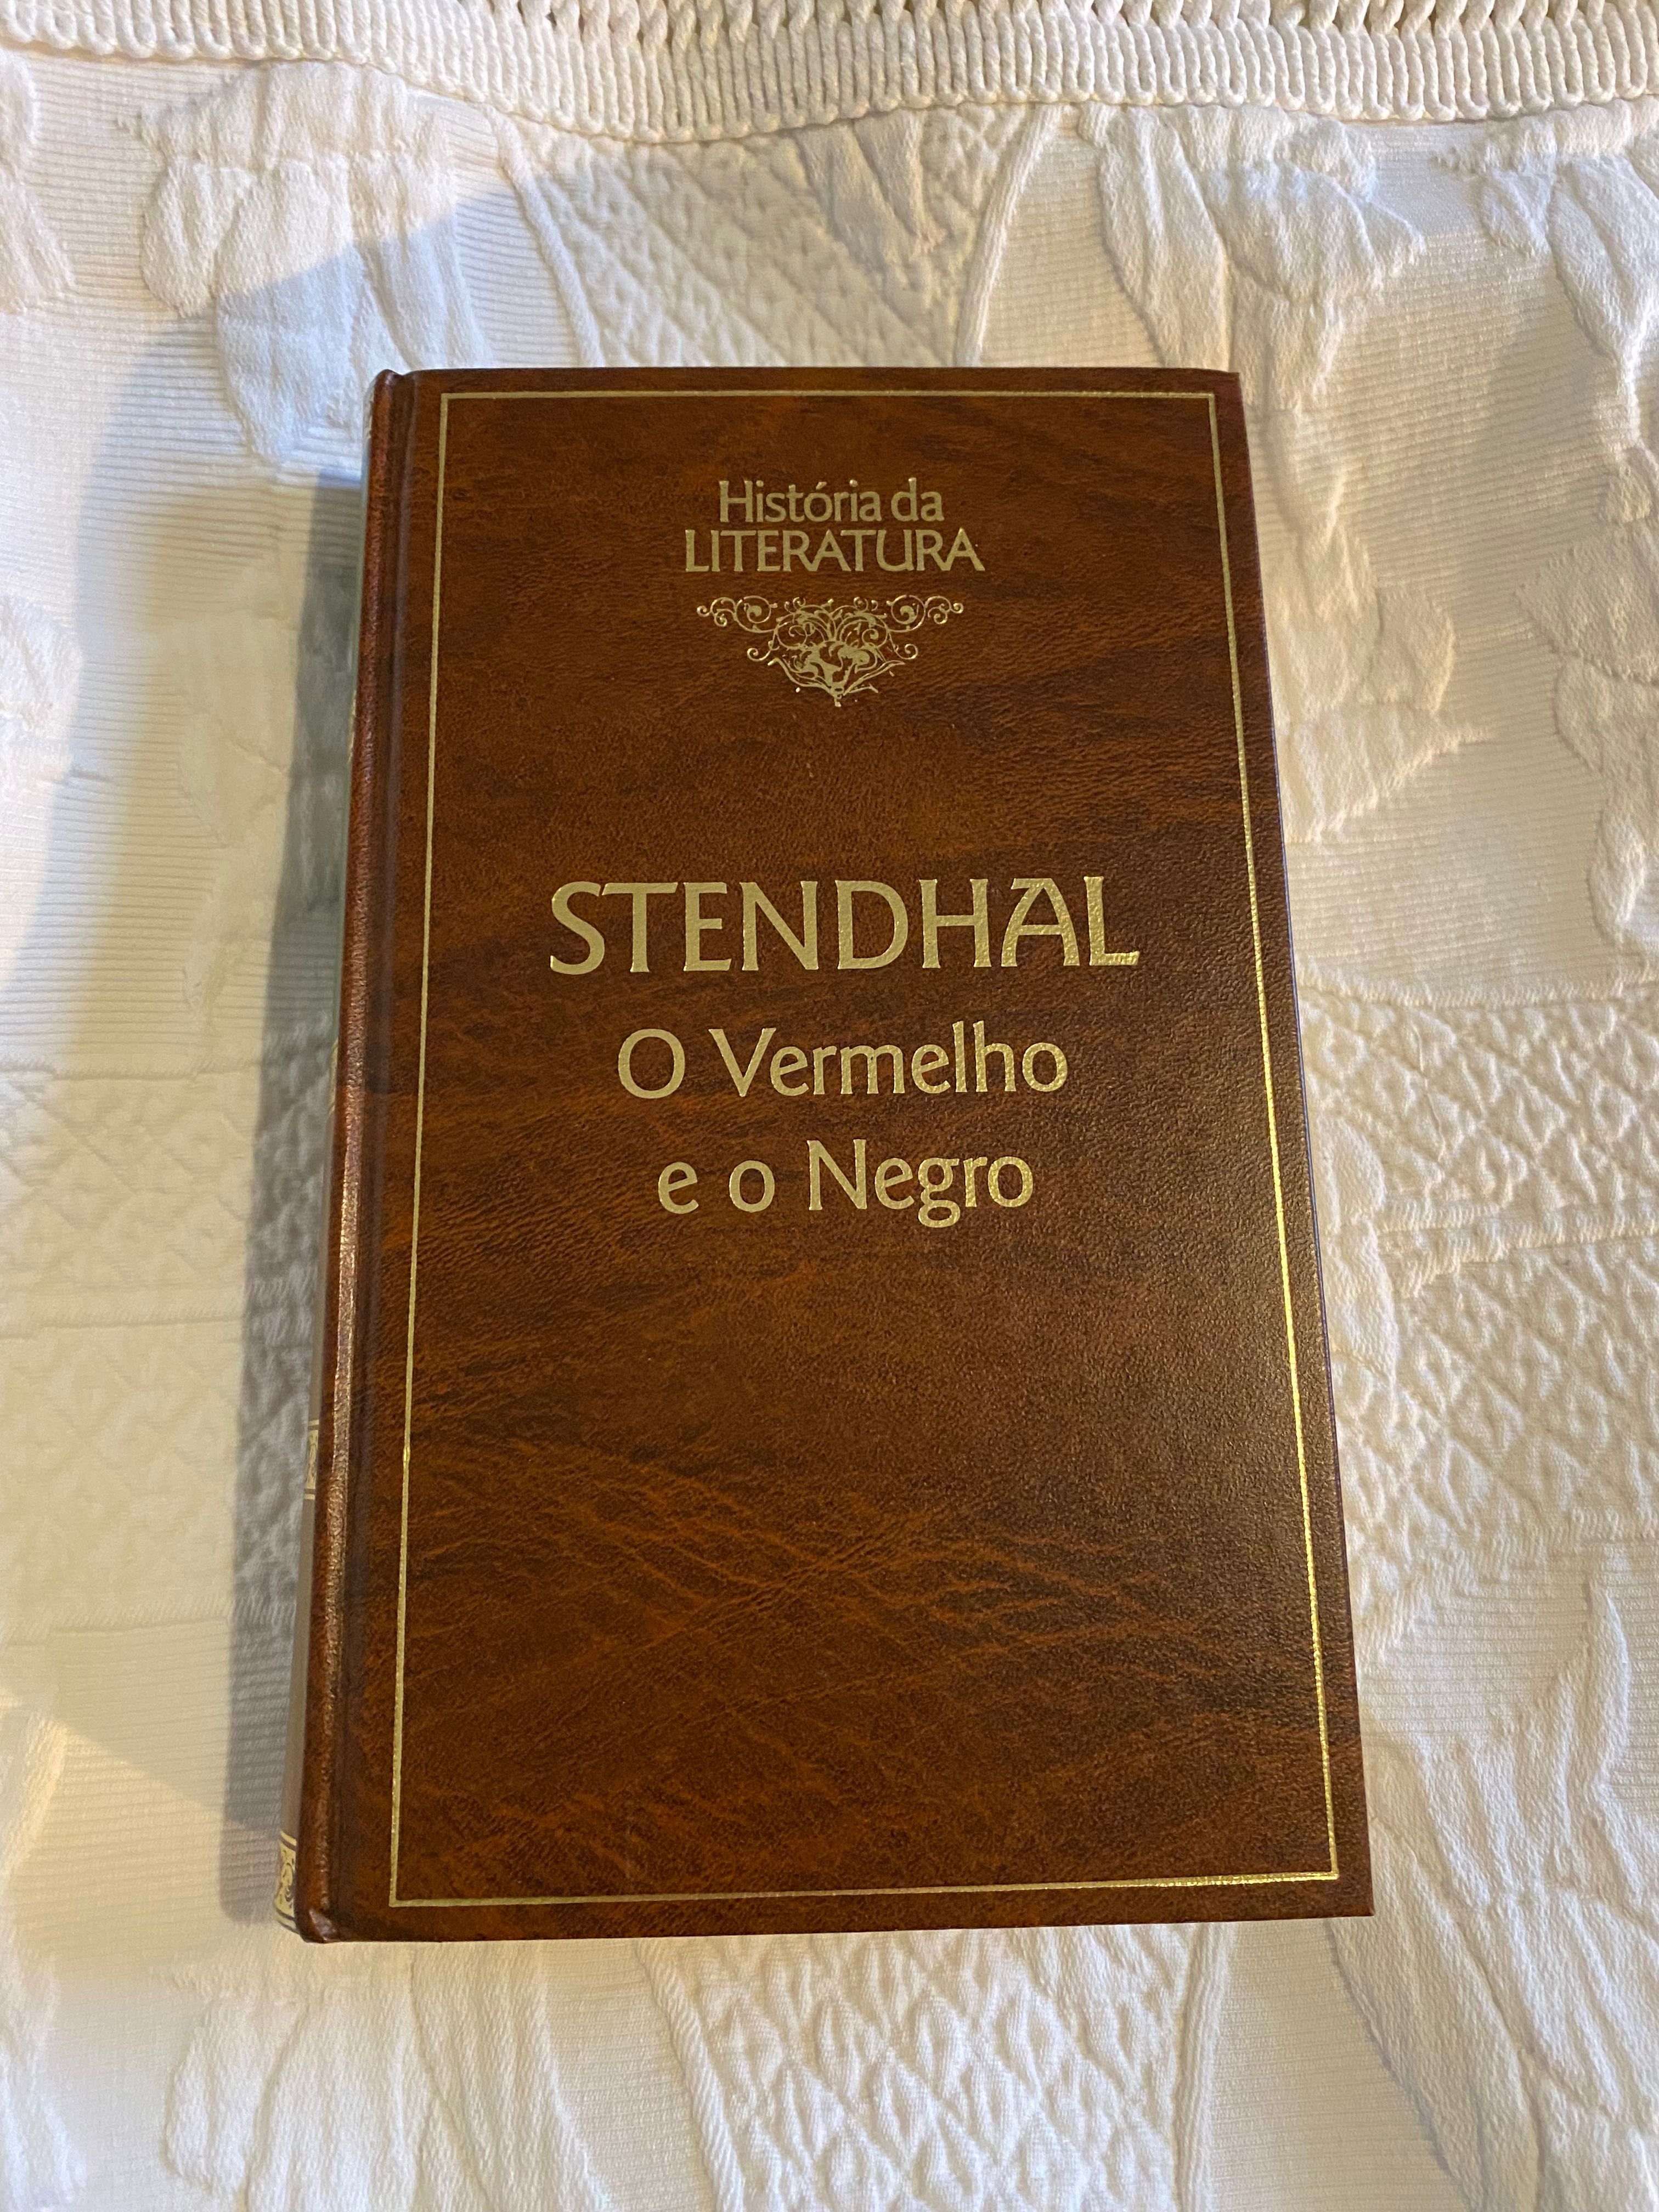 História da
LITERATURA
STENDHAL
O Vermelho
e o Negro